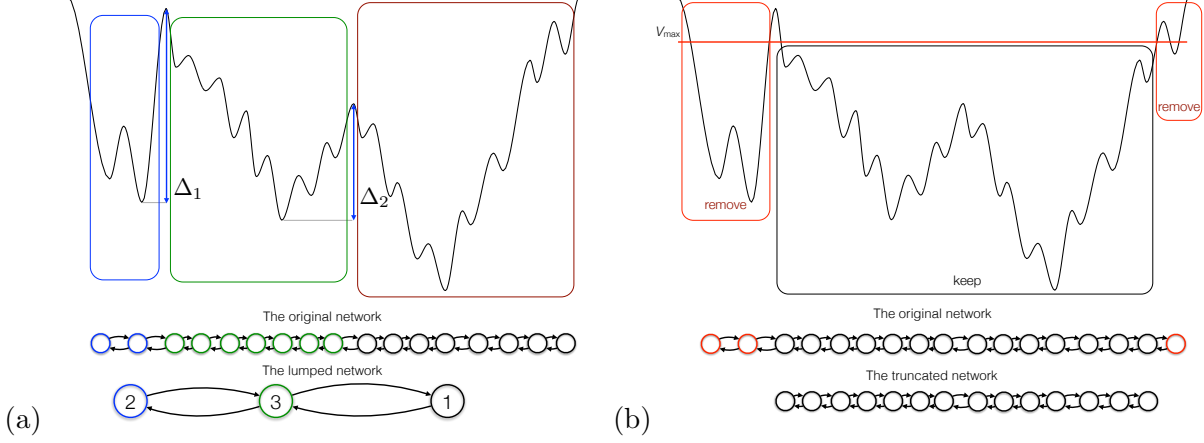 Δ1
Δ2
The original network
The lumped network
2
3
1
(a)
Vmax
remove
remove
keep
The original network
The truncated network
(b)